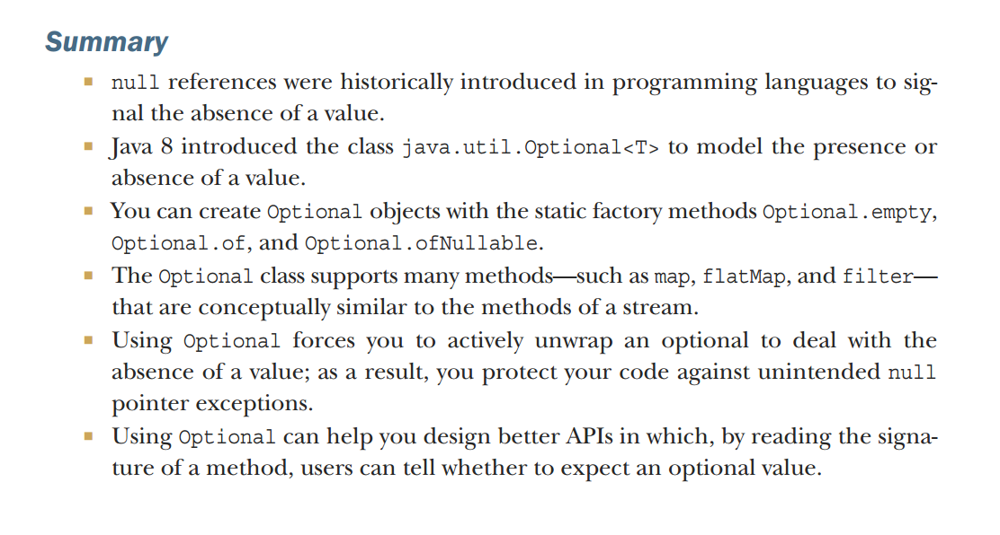 Summary
■ null references were historically introduced in programming languages to sig-
nal the absence of a value.
■ Java 8 introduced the class java.util.Optional<T> to model the presence or
absence of a value.
■ You can create Optional objects with the static factory methods Optional.empty,
Optional.of, and Optional.ofNullable.
■ The Optional class supports many methods—such as map, flatMap, and filter—
that are conceptually similar to the methods of a stream.
■ Using Optional forces you to actively unwrap an optional to deal with the
absence of a value; as a result, you protect your code against unintended null
pointer exceptions.
■ Using Optional can help you design better APIs in which, by reading the signa-
ture of a method, users can tell whether to expect an optional value.